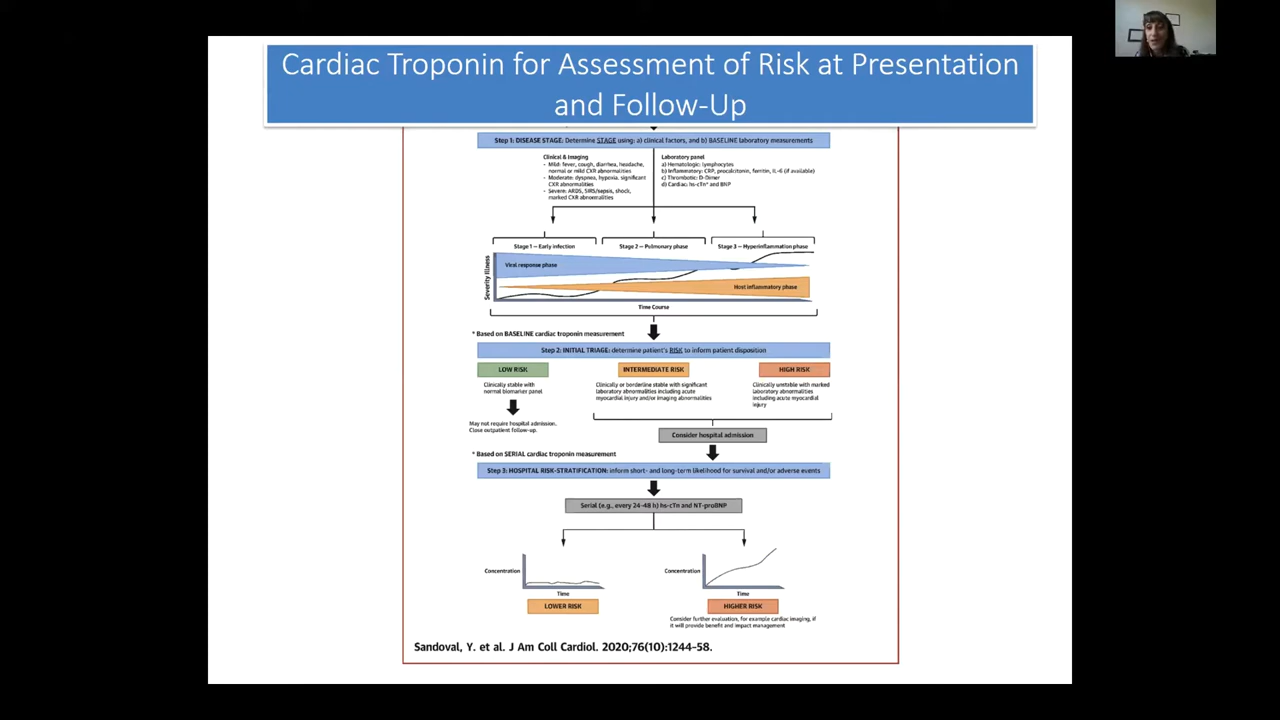 Cardiac Troponin for Assessment of Risk at Presentation
and Follow-Up
Step 1: DISEASE STAGE: Determine STAGE using: a) clinical factors, and b) BASELINE laboratory measurements
Clinical & Imaging
- Mild: fever, cough, diarrhea, headache,
normal or mild CXR abnormalities
- Moderate: dyspnea, hypoxia, significant
CXR abnormalities
- Severe: ARDS, SIRS/sepsis, shock,
marked CXR abnormalities
Laboratory panel
a) Hematologic: lymphocytes
b) Inflammatory: CRP, procalcitonin, ferritin, IL-6 (if available)
c) Thrombotic: D-Dimer
d) Cardiac: hs-cTn* and BNP
Stage 1 — Early infection
Stage 2 — Pulmonary phase
Stage 3 — Hyperinflammation phase
Severity Illness
Viral response phase
Host inflammatory phase
Time Course
* Based on BASELINE cardiac troponin measurement
Step 2: INITIAL TRIAGE: determine patient's RISK to inform patient disposition
LOW RISK
Clinically stable with
normal biomarker panel
May not require hospital admission.
Close outpatient follow-up.
INTERMEDIATE RISK
Clinically or borderline stable with significant
laboratory abnormalities including acute
myocardial injury and/or imaging abnormalities
HIGH RISK
Clinically unstable with marked
laboratory abnormalities
including acute myocardial
injury
Consider hospital admission
* Based on SERIAL cardiac troponin measurement
Step 3: HOSPITAL RISK-STRATIFICATION: inform short- and long-term likelihood for survival and/or adverse events
Serial (e.g., every 24-48 h) hs-cTn and NT-proBNP
Concentration
Time
LOWER RISK
Concentration
Time
HIGHER RISK
Consider further evaluation, for example cardiac imaging, if
it will provide benefit and impact management
Sandoval, Y. et al. J Am Coll Cardiol. 2020;76(10):1244-58.